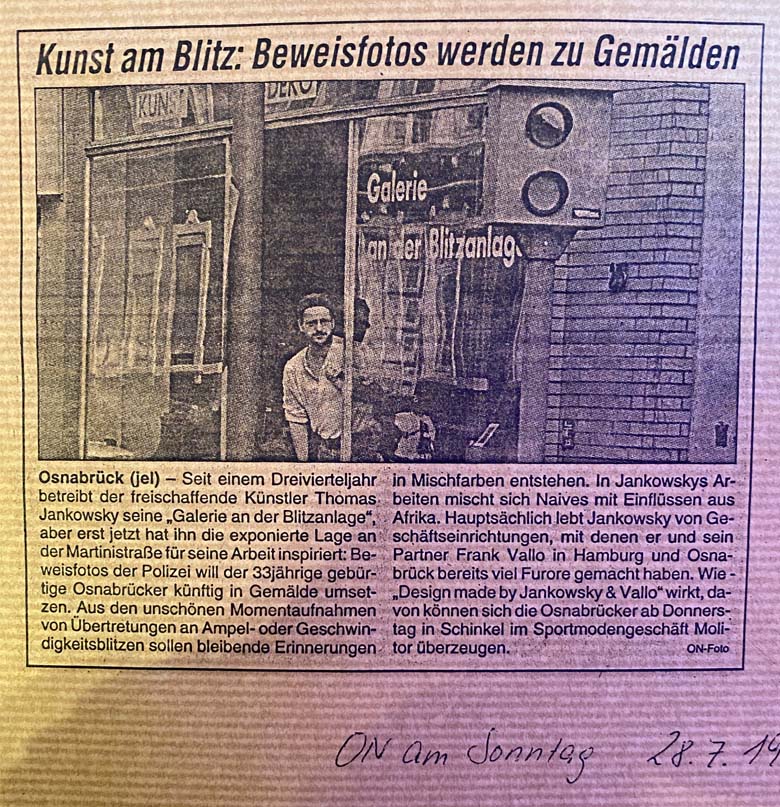 Kunst am Blitz: Beweisfotos werden zu Gemälden
KUNST
DEKO
Galerie
an der Blitzanlage
Osnabrück (jel) – Seit einem Dreivierteljahr
betreibt der freischaffende Künstler Thomas
Jankowsky seine „Galerie an der Blitzanlage“,
aber erst jetzt hat ihn die exponierte Lage an
der Martinistraße für seine Arbeit inspiriert: Be-
weisfotos der Polizei will der 33jährige gebür-
tige Osnabrücker künftig in Gemälde umset-
zen. Aus den unschönen Momentaufnahmen
von Übertretungen an Ampel- oder Geschwin-
digkeitsblitzen sollen bleibende Erinnerungen
in Mischfarben entstehen. In Jankowskys Ar-
beiten mischt sich Naives mit Einflüssen aus
Afrika. Hauptsächlich lebt Jankowsky von Ge-
schäftseinrichtungen, mit denen er und sein
Partner Frank Vallo in Hamburg und Osna-
brück bereits viel Furore gemacht haben. Wie
„Design made by Jankowsky & Vallo“ wirkt, da-
von können sich die Osnabrücker ab Donners-
tag in Schinkel im Sportmodengeschäft Moli-
tor überzeugen.
ON-Foto
ON am Sonntag 28.7.19